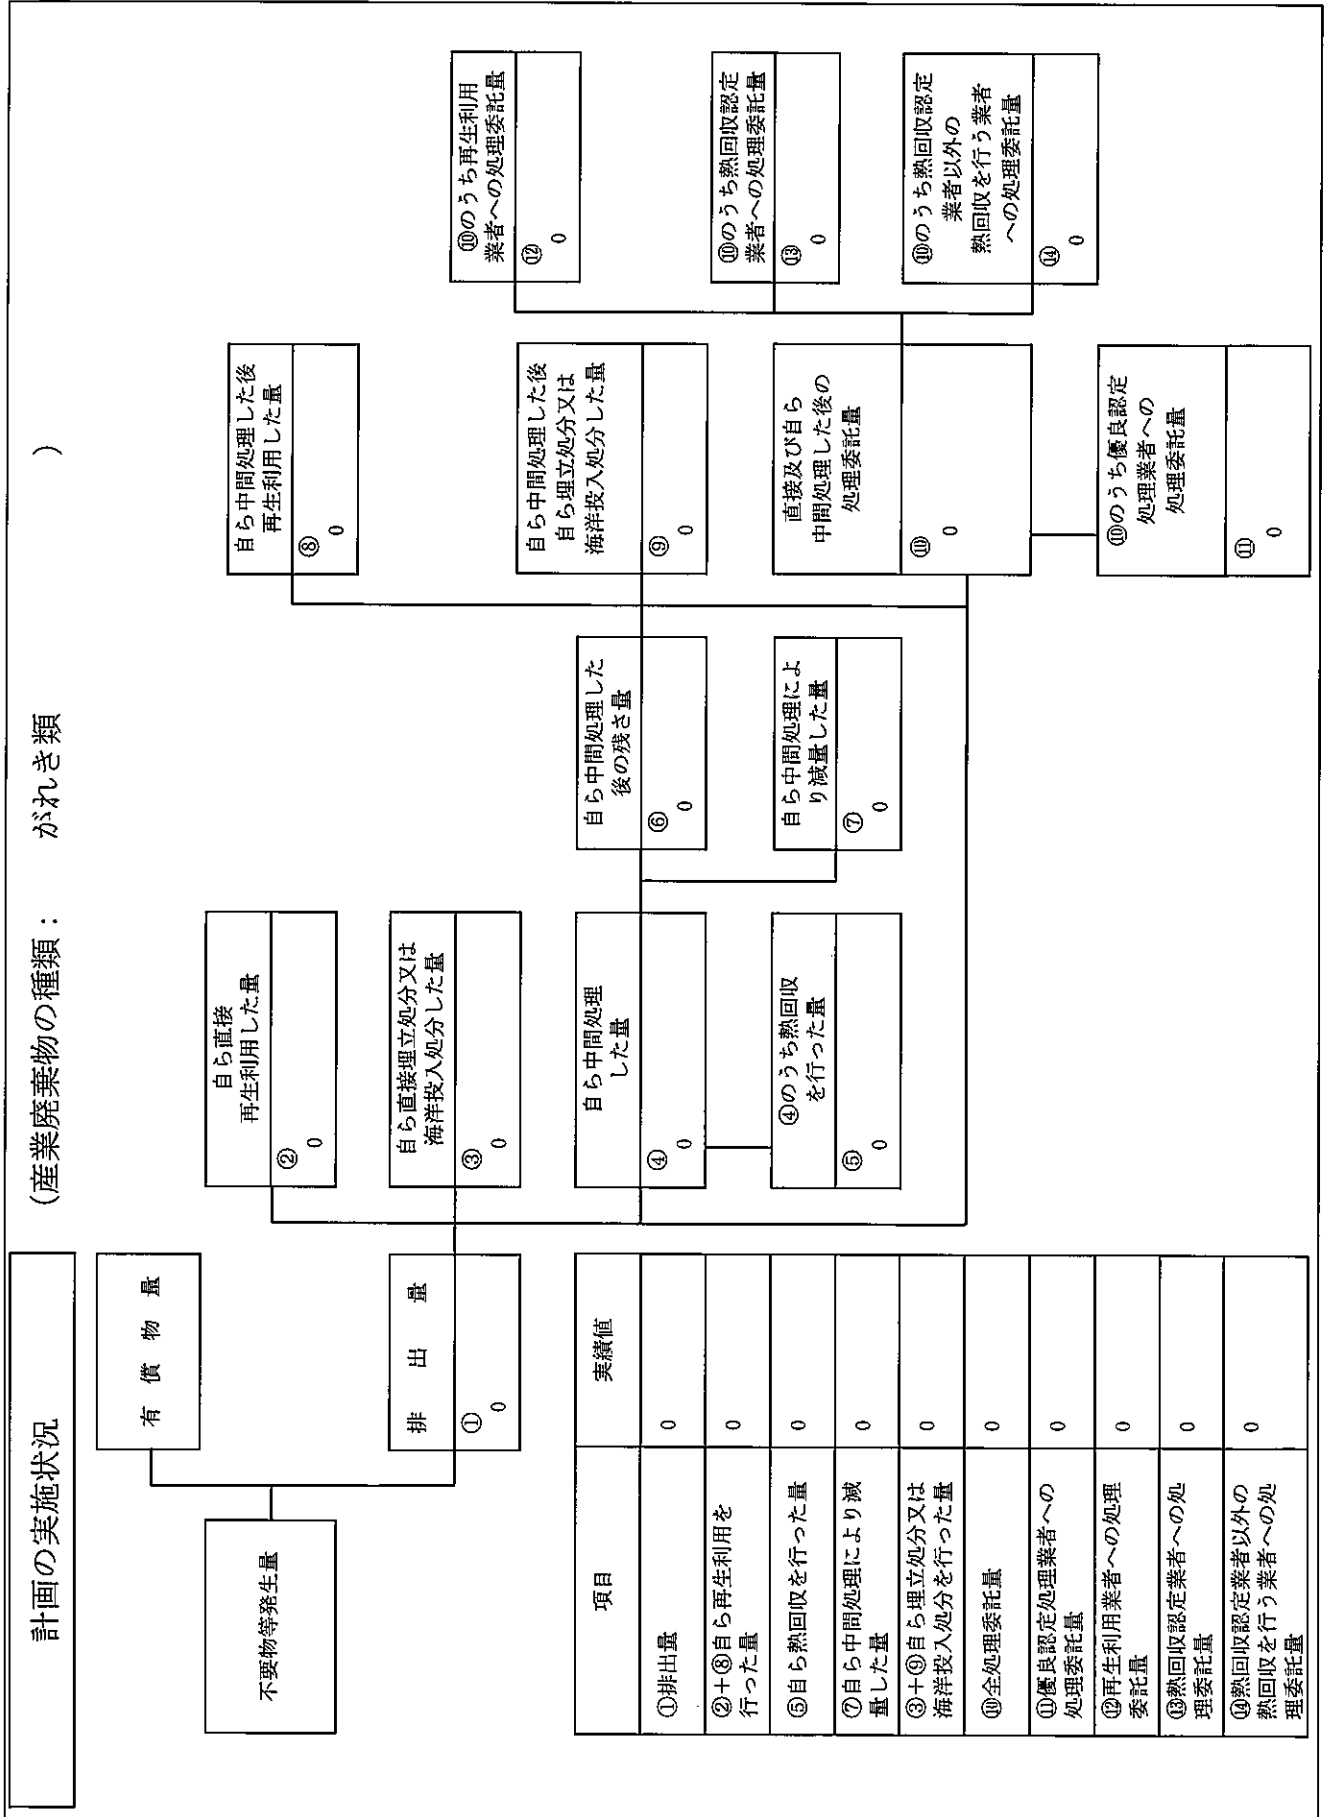 計画の実施状況
(産業廃棄物の種類： がれき類 )
不要物等発生量
有 償 物 量
排 出 量
①
0
自ら直接
再生利用した量
②
0
自ら直接埋立処分又は
海洋投入処分した量
③
0
自ら中間処理
した量
④
0
④のうち熱回収
を行った量
⑤
0
自ら中間処理した
後の残さ量
⑥
0
自ら中間処理によ
り減量した量
⑦
0
自ら中間処理した後
再生利用した量
⑧
0
自ら中間処理した後
自ら埋立処分又は
海洋投入処分した量
⑨
0
直接及び自ら
中間処理した後の
処理委託量
⑩
0
⑩のうち優良認定
処理業者への
処理委託量
⑪
0
⑩のうち再生利用
業者への処理委託量
⑫
0
⑩のうち熱回収認定
業者への処理委託量
⑬
0
⑩のうち熱回収認定
業者以外の
熱回収を行う業者
への処理委託量
⑭
0
項目 実績値
①排出量 0
②+⑧自ら再生利用を
行った量 0
⑤自ら熱回収を行った量 0
⑦自ら中間処理により減
量した量 0
③+⑨自ら埋立処分又は
海洋投入処分を行った量 0
⑩全処理委託量 0
⑪優良認定処理業者への
処理委託量 0
⑫再生利用業者への処理
委託量 0
⑬熱回収認定業者への処
理委託量 0
⑭熱回収認定業者以外の
熱回収を行う業者への処
理委託量 0